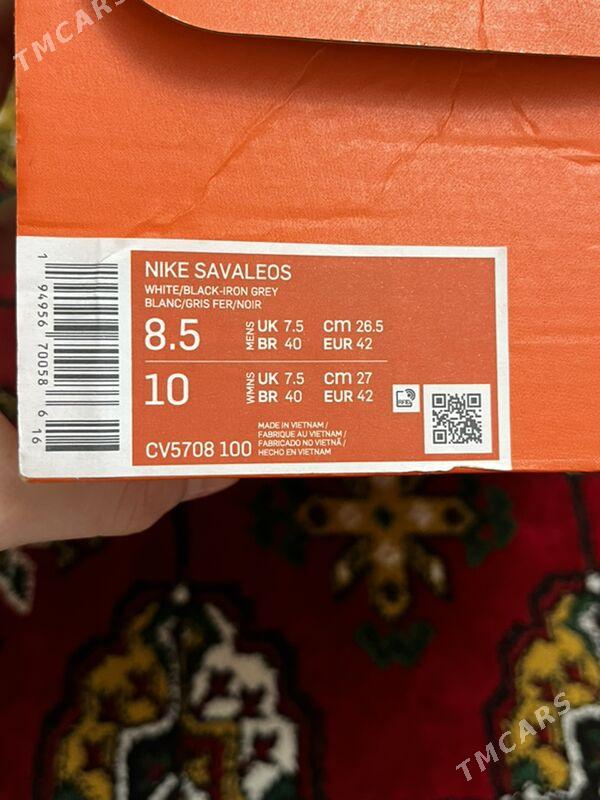 TMCARS
NIKE SAVALEOS
WHITE/BLACK-IRON GREY
BLANC/GRIS FER/NOIR
8.5 MENS UK 7.5 cm 26.5
BR 40 EUR 42
10 WMNS UK 7.5 cm 27
BR 40 EUR 42
RFID
MADE IN VIETNAM /
FABRIQUE AU VIETNAM /
FABRICADO NO VIETNÃ /
HECHO EN VIETNAM
CV5708 100
1 94956 70058 6 16
TMCARS